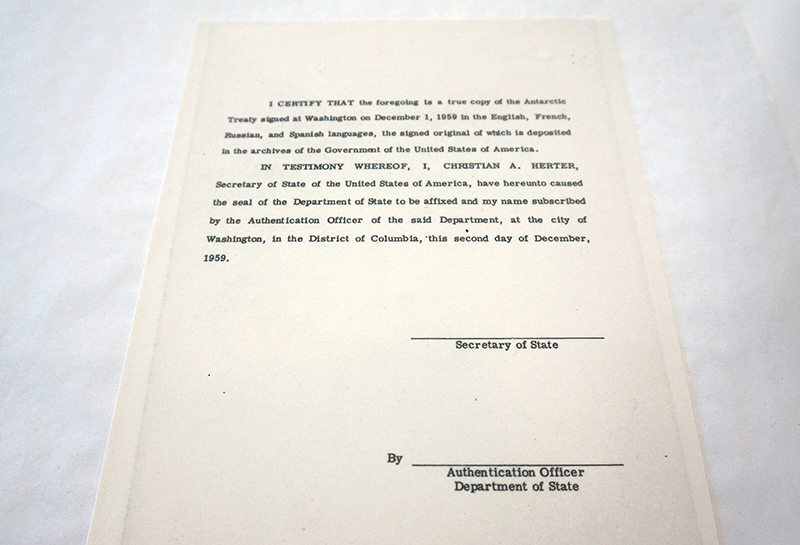 I CERTIFY THAT the foregoing is a true copy of the Antarctic
Treaty signed at Washington on December 1, 1959 in the English, French,
Russian, and Spanish languages, the signed original of which is deposited
in the archives of the Government of the United States of America.
IN TESTIMONY WHEREOF, I, CHRISTIAN A. HERTER,
Secretary of State of the United States of America, have hereunto caused
the seal of the Department of State to be affixed and my name subscribed
by the Authentication Officer of the said Department, at the city of
Washington, in the District of Columbia, this second day of December,
1959.
Secretary of State
By
Authentication Officer
Department of State